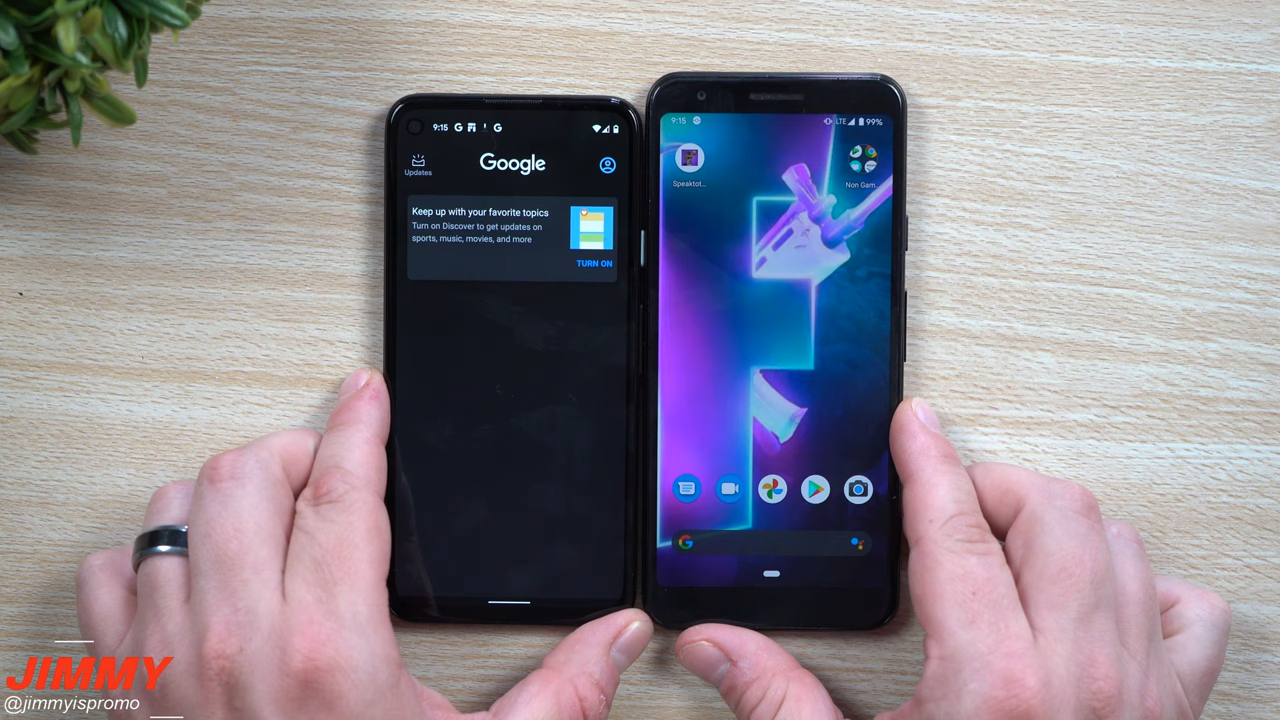 9:15
Updates
Google
Keep up with your favorite topics
Turn on Discover to get updates on
sports, music, movies, and more
TURN ON
9:15
LTE
99%
Speaktot...
Non Gam...
JIMMY
@jimmyispromo